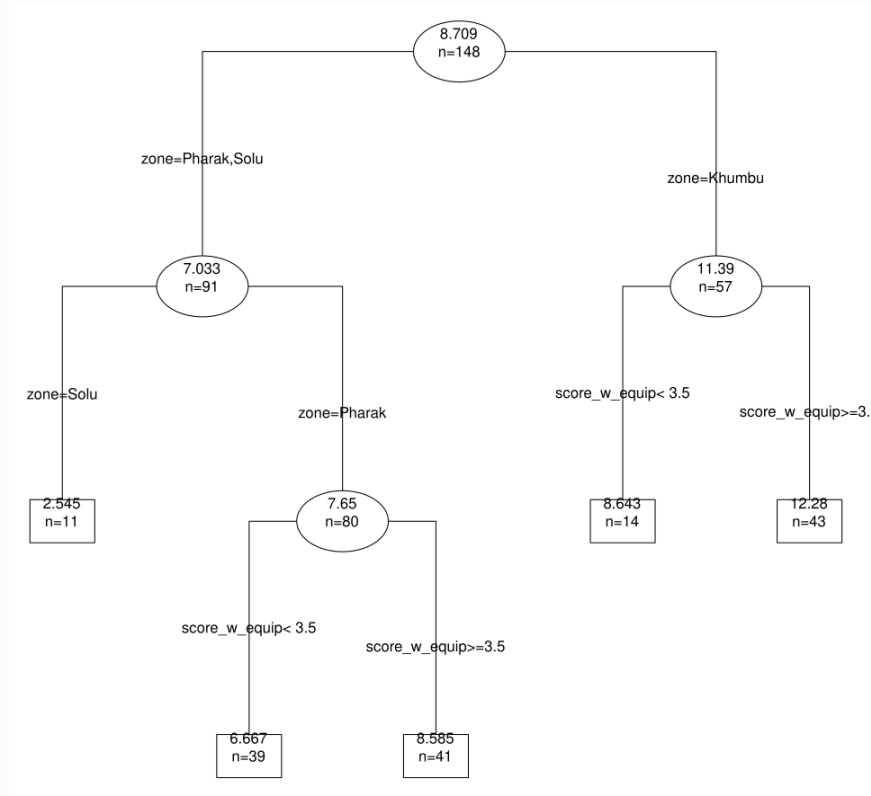 8.709
n=148
zone=Pharak,Solu
zone=Khumbu
7.033
n=91
11.39
n=57
zone=Solu
zone=Pharak
score_w_equip< 3.5
score_w_equip>=3.
2.545
n=11
7.65
n=80
8.643
n=14
12.28
n=43
score_w_equip< 3.5
score_w_equip>=3.5
6.667
n=39
8.585
n=41